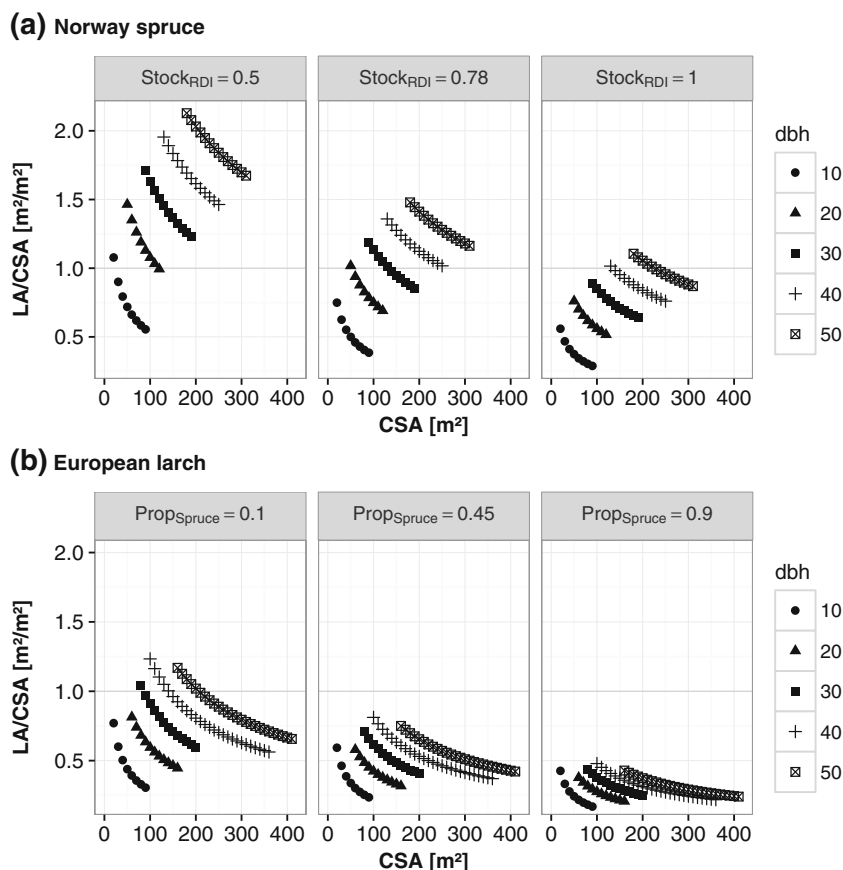 (a) Norway spruce
Stock_RDI = 0.5
Stock_RDI = 0.78
Stock_RDI = 1
LA/CSA [m²/m²]
2.0
1.5
1.0
0.5
0 100 200 300 400
0 100 200 300 400
0 100 200 300 400
CSA [m²]
dbh
10
20
30
40
50
(b) European larch
Prop_Spruce = 0.1
Prop_Spruce = 0.45
Prop_Spruce = 0.9
LA/CSA [m²/m²]
2.0
1.5
1.0
0.5
0 100 200 300 400
0 100 200 300 400
0 100 200 300 400
CSA [m²]
dbh
10
20
30
40
50